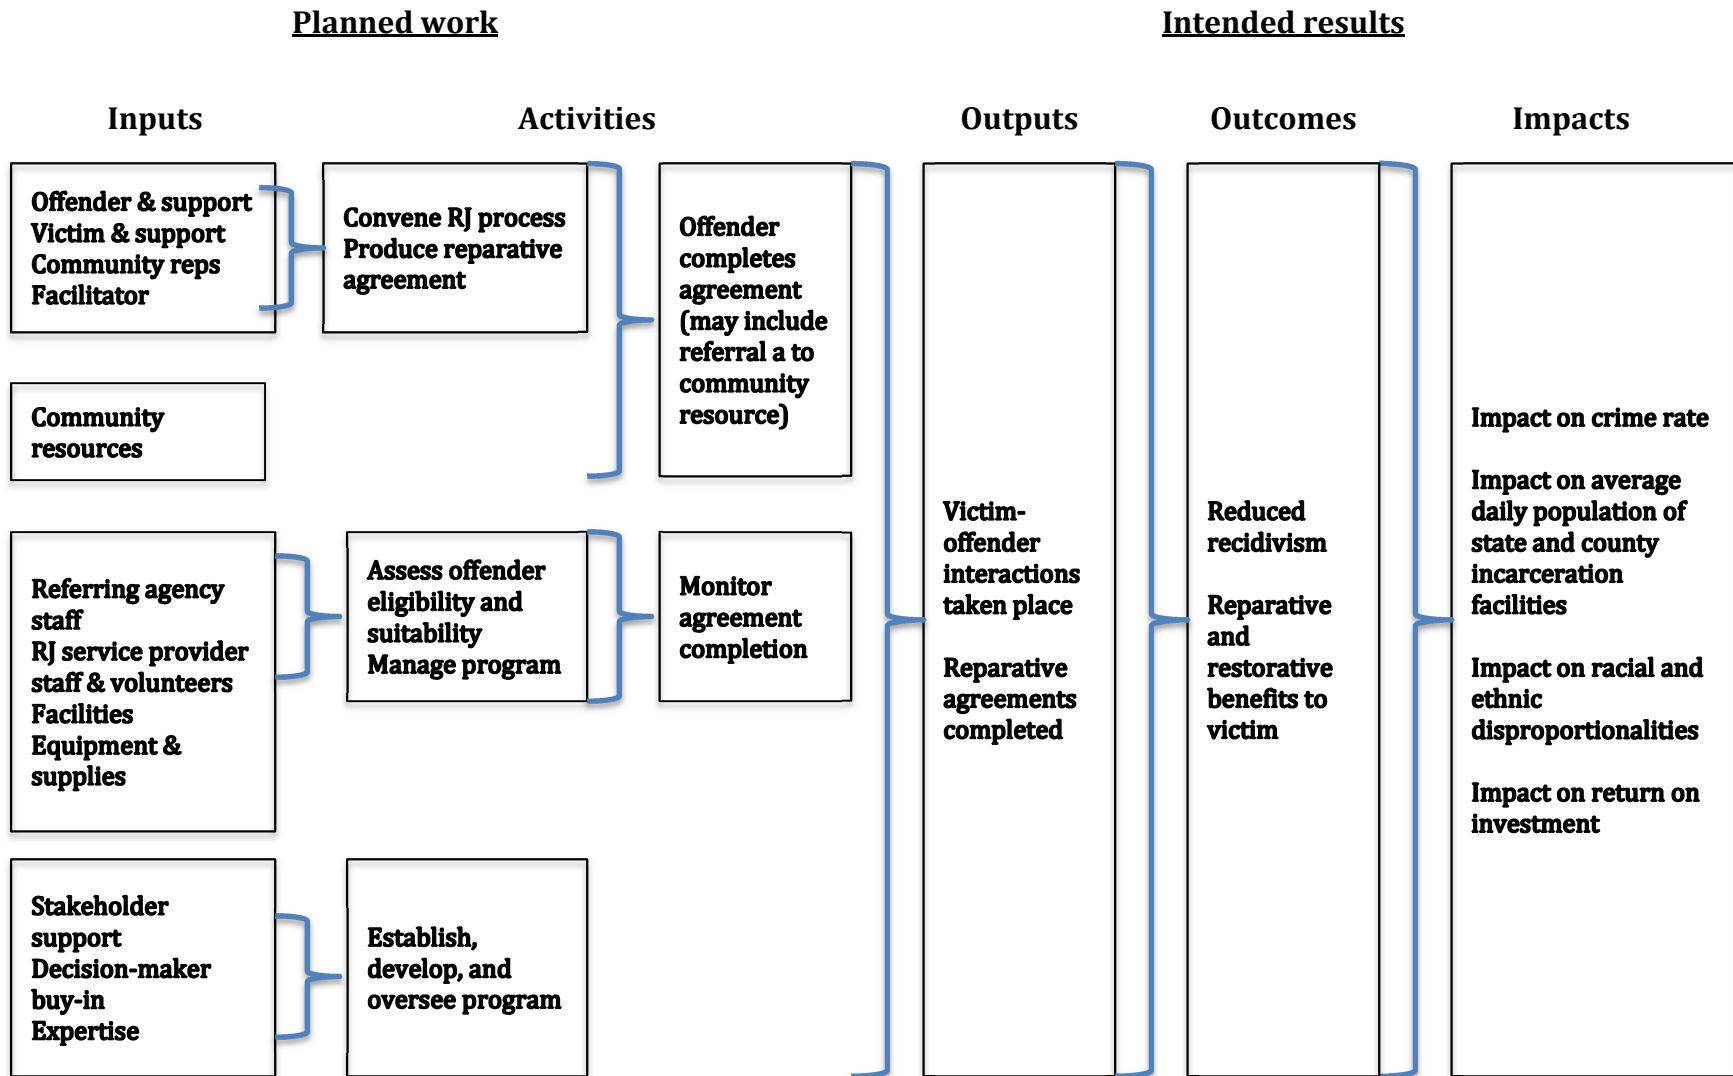 Planned work
Intended results
Inputs
Activities
Outputs
Outcomes
Impacts
Offender & support
Victim & support
Community reps
Facilitator
Convene RJ process
Produce reparative
agreement
Offender
completes
agreement
(may include
referral a to
community
resource)
Community
resources
Referring agency
staff
RJ service provider
staff & volunteers
Facilities
Equipment &
supplies
Assess offender
eligibility and
suitability
Manage program
Monitor
agreement
completion
Stakeholder
support
Decision-maker
buy-in
Expertise
Establish,
develop, and
oversee program
Victim-
offender
interactions
taken place
Reparative
agreements
completed
Reduced
recidivism
Reparative
and
restorative
benefits to
victim
Impact on crime rate
Impact on average
daily population of
state and county
incarceration
facilities
Impact on racial and
ethnic
disproportionalities
Impact on return on
investment